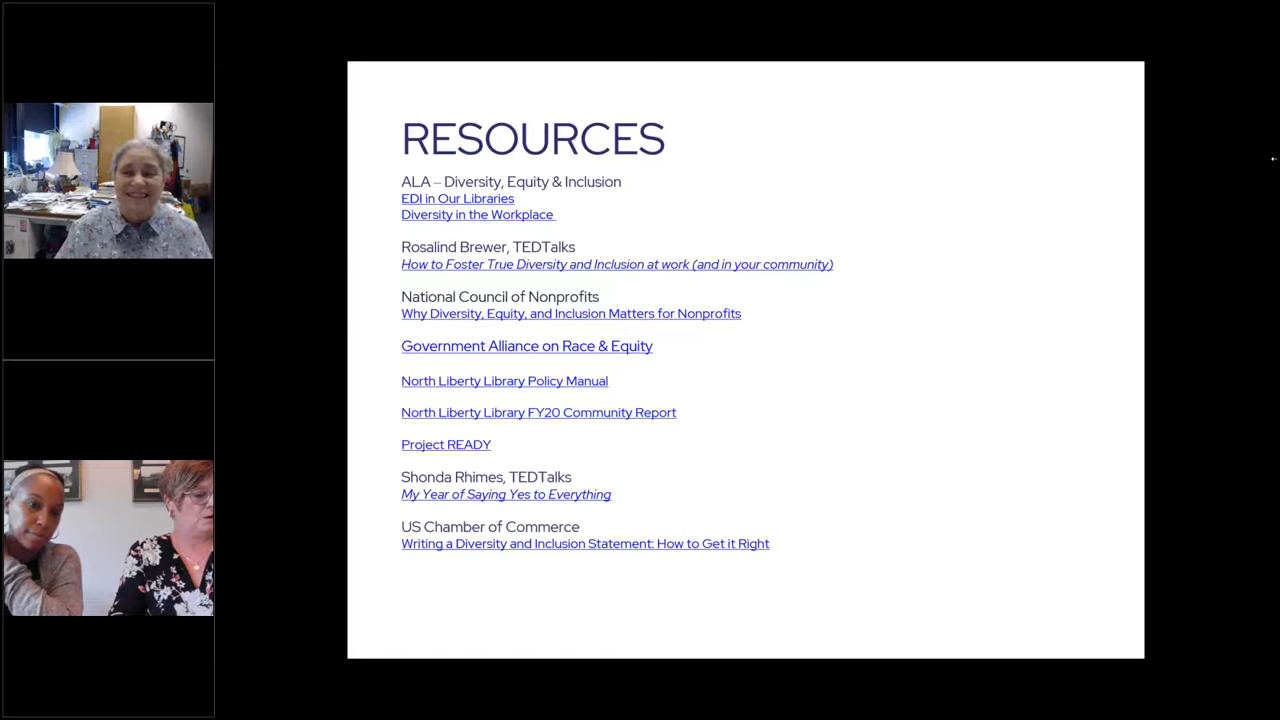 RESOURCES
ALA – Diversity, Equity & Inclusion
EDI in Our Libraries
Diversity in the Workplace
Rosalind Brewer, TEDTalks
How to Foster True Diversity and Inclusion at work (and in your community)
National Council of Nonprofits
Why Diversity, Equity, and Inclusion Matters for Nonprofits
Government Alliance on Race & Equity
North Liberty Library Policy Manual
North Liberty Library FY20 Community Report
Project READY
Shonda Rhimes, TEDTalks
My Year of Saying Yes to Everything
US Chamber of Commerce
Writing a Diversity and Inclusion Statement: How to Get it Right